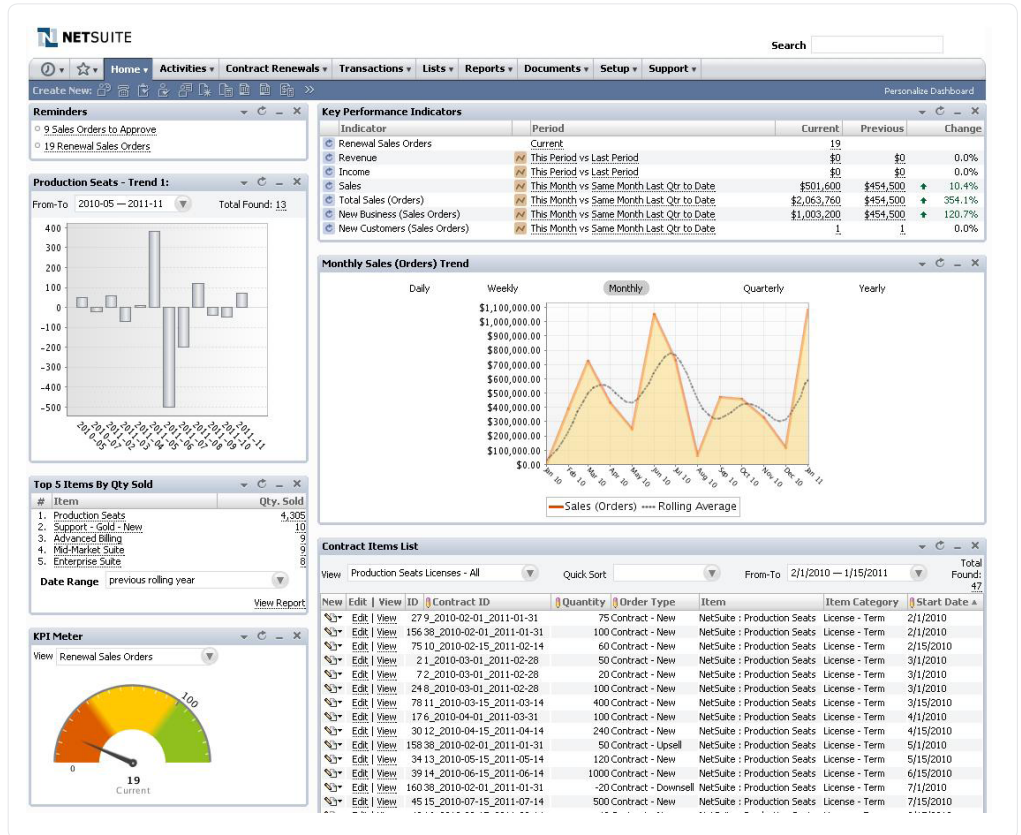 NETSUITE
Search
Home Activities Contract Renewals Transactions Lists Reports Documents Setup Support
Create New: Personalize Dashboard
Reminders
9 Sales Orders to Approve
19 Renewal Sales Orders
Production Seats - Trend 1:
From-To 2010-05 — 2011-11 Total Found: 13
400
300
200
100
0
-100
-200
-300
-400
-500
2010-05
2010-07
2011-02
2011-03
2011-04
2011-05
2011-06
2011-07
2011-08
2011-09
2011-10
2011-11
Top 5 Items By Qty Sold
# Item Qty. Sold
1. Production Seats 4,305
2. Support - Gold - New 10
3. Advanced Billing 9
4. Mid-Market Suite 9
5. Enterprise Suite 8
Date Range previous rolling year
View Report
KPI Meter
View Renewal Sales Orders
0
100
19
Current
Key Performance Indicators
Indicator Period Current Previous Change
Renewal Sales Orders Current 19
Revenue This Period vs Last Period $0 $0 0.0%
Income This Period vs Last Period $0 $0 0.0%
Sales This Month vs Same Month Last Qtr to Date $501,600 $454,500 10.4%
Total Sales (Orders) This Month vs Same Month Last Qtr to Date $2,063,760 $454,500 354.1%
New Business (Sales Orders) This Month vs Same Month Last Qtr to Date $1,003,200 $454,500 120.7%
New Customers (Sales Orders) This Month vs Same Month Last Qtr to Date 1 1 0.0%
Monthly Sales (Orders) Trend
Daily Weekly Monthly Quarterly Yearly
$1,100,000.00
$1,000,000.00
$900,000.00
$800,000.00
$700,000.00
$600,000.00
$500,000.00
$400,000.00
$300,000.00
$200,000.00
$100,000.00
$0.00
Jan 10 Feb 10 Mar 10 Apr 10 May 10 Jun 10 Jul 10 Aug 10 Sep 10 Oct 10 Nov 10 Dec 10 Jan 11
Sales (Orders) Rolling Average
Contract Items List
View Production Seats Licenses - All Quick Sort From-To 2/1/2010 — 1/15/2011 Total Found: 47
New Edit | View ID Contract ID Quantity Order Type Item Item Category Start Date
Edit | View 27 9_2010-02-01_2011-01-31 75 Contract - New NetSuite : Production Seats License - Term 2/1/2010
Edit | View 156 38_2010-02-01_2011-01-31 100 Contract - New NetSuite : Production Seats License - Term 2/1/2010
Edit | View 75 10_2010-02-15_2011-02-14 60 Contract - New NetSuite : Production Seats License - Term 2/15/2010
Edit | View 2 1_2010-03-01_2011-02-28 50 Contract - New NetSuite : Production Seats License - Term 3/1/2010
Edit | View 7 2_2010-03-01_2011-02-28 20 Contract - New NetSuite : Production Seats License - Term 3/1/2010
Edit | View 24 8_2010-03-01_2011-02-28 100 Contract - New NetSuite : Production Seats License - Term 3/1/2010
Edit | View 78 11_2010-03-15_2011-03-14 400 Contract - New NetSuite : Production Seats License - Term 3/15/2010
Edit | View 17 6_2010-04-01_2011-03-31 100 Contract - New NetSuite : Production Seats License - Term 4/1/2010
Edit | View 30 12_2010-04-15_2011-04-14 240 Contract - New NetSuite : Production Seats License - Term 4/15/2010
Edit | View 158 38_2010-02-01_2011-01-31 50 Contract - Upsell NetSuite : Production Seats License - Term 5/1/2010
Edit | View 34 13_2010-05-15_2011-05-14 120 Contract - New NetSuite : Production Seats License - Term 5/15/2010
Edit | View 39 14_2010-06-15_2011-06-14 1000 Contract - New NetSuite : Production Seats License - Term 6/15/2010
Edit | View 160 38_2010-02-01_2011-01-31 -20 Contract - Downsell NetSuite : Production Seats License - Term 7/1/2010
Edit | View 45 15_2010-07-15_2011-07-14 500 Contract - New NetSuite : Production Seats License - Term 7/15/2010